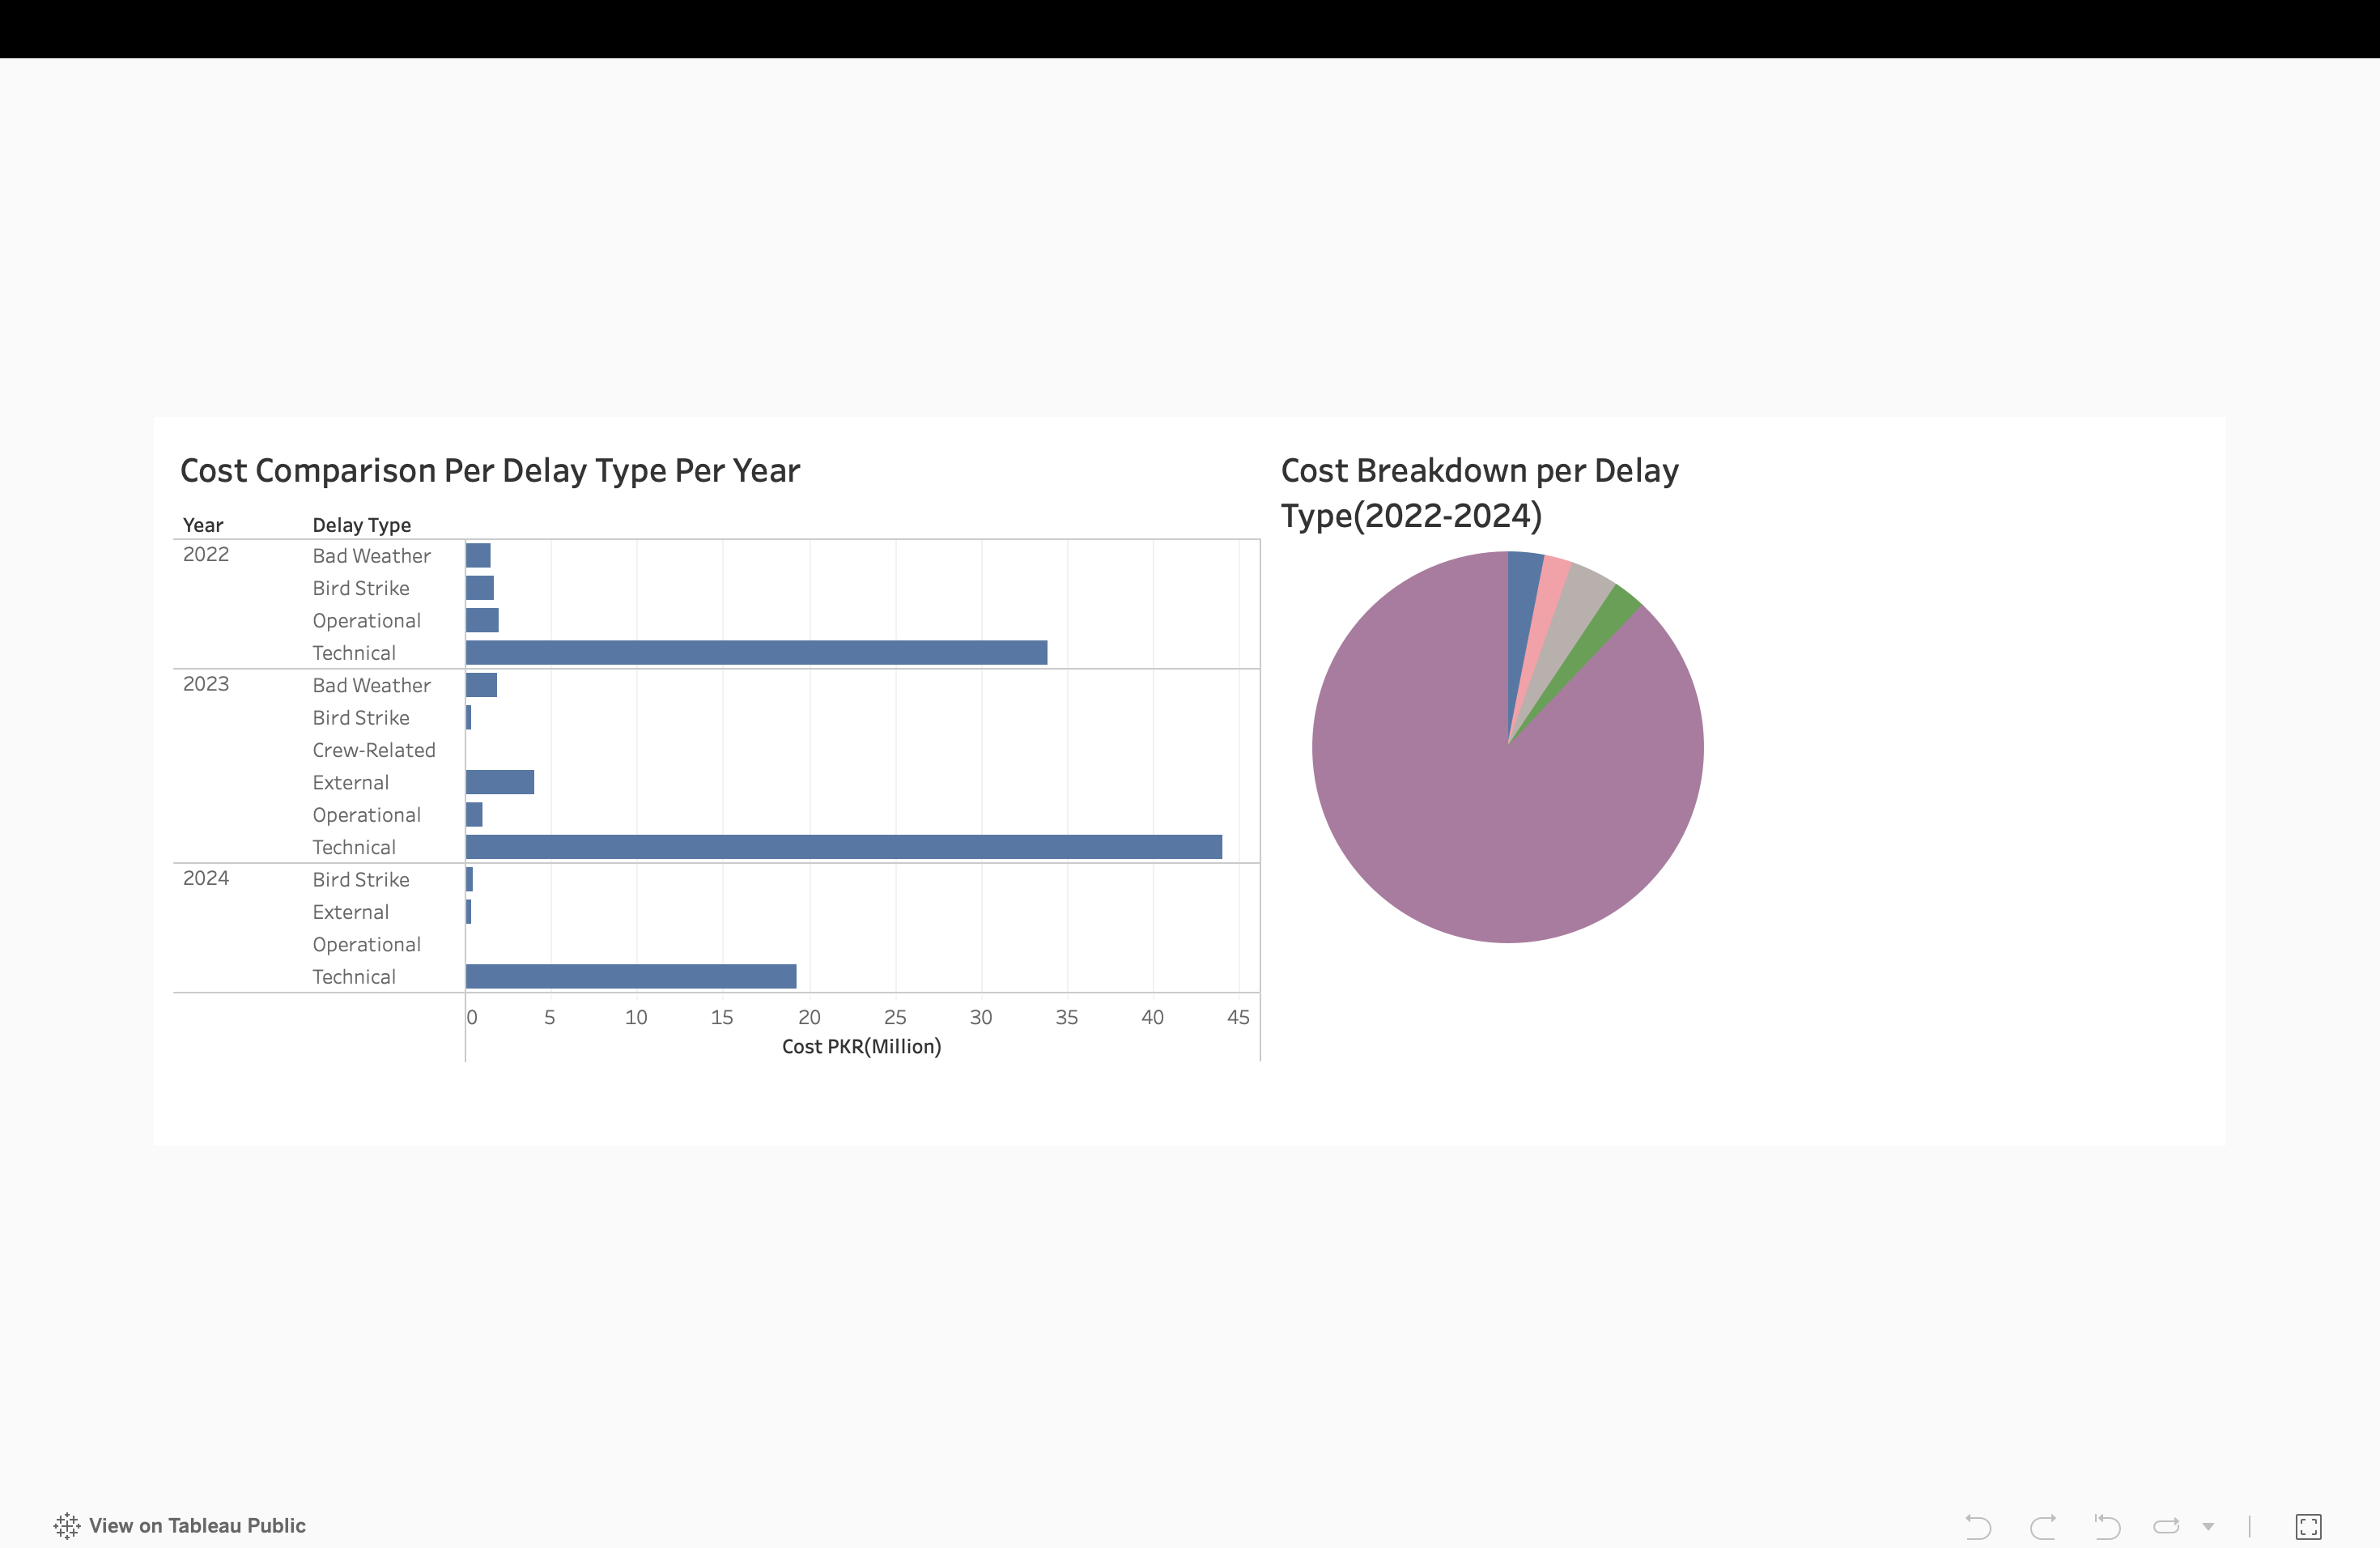 Cost Comparison Per Delay Type Per Year
Year Delay Type
2022 Bad Weather
Bird Strike
Operational
Technical
2023 Bad Weather
Bird Strike
Crew-Related
External
Operational
Technical
2024 Bird Strike
External
Operational
Technical
0 5 10 15 20 25 30 35 40 45
Cost PKR(Million)
Cost Breakdown per Delay
Type(2022-2024)
View on Tableau Public